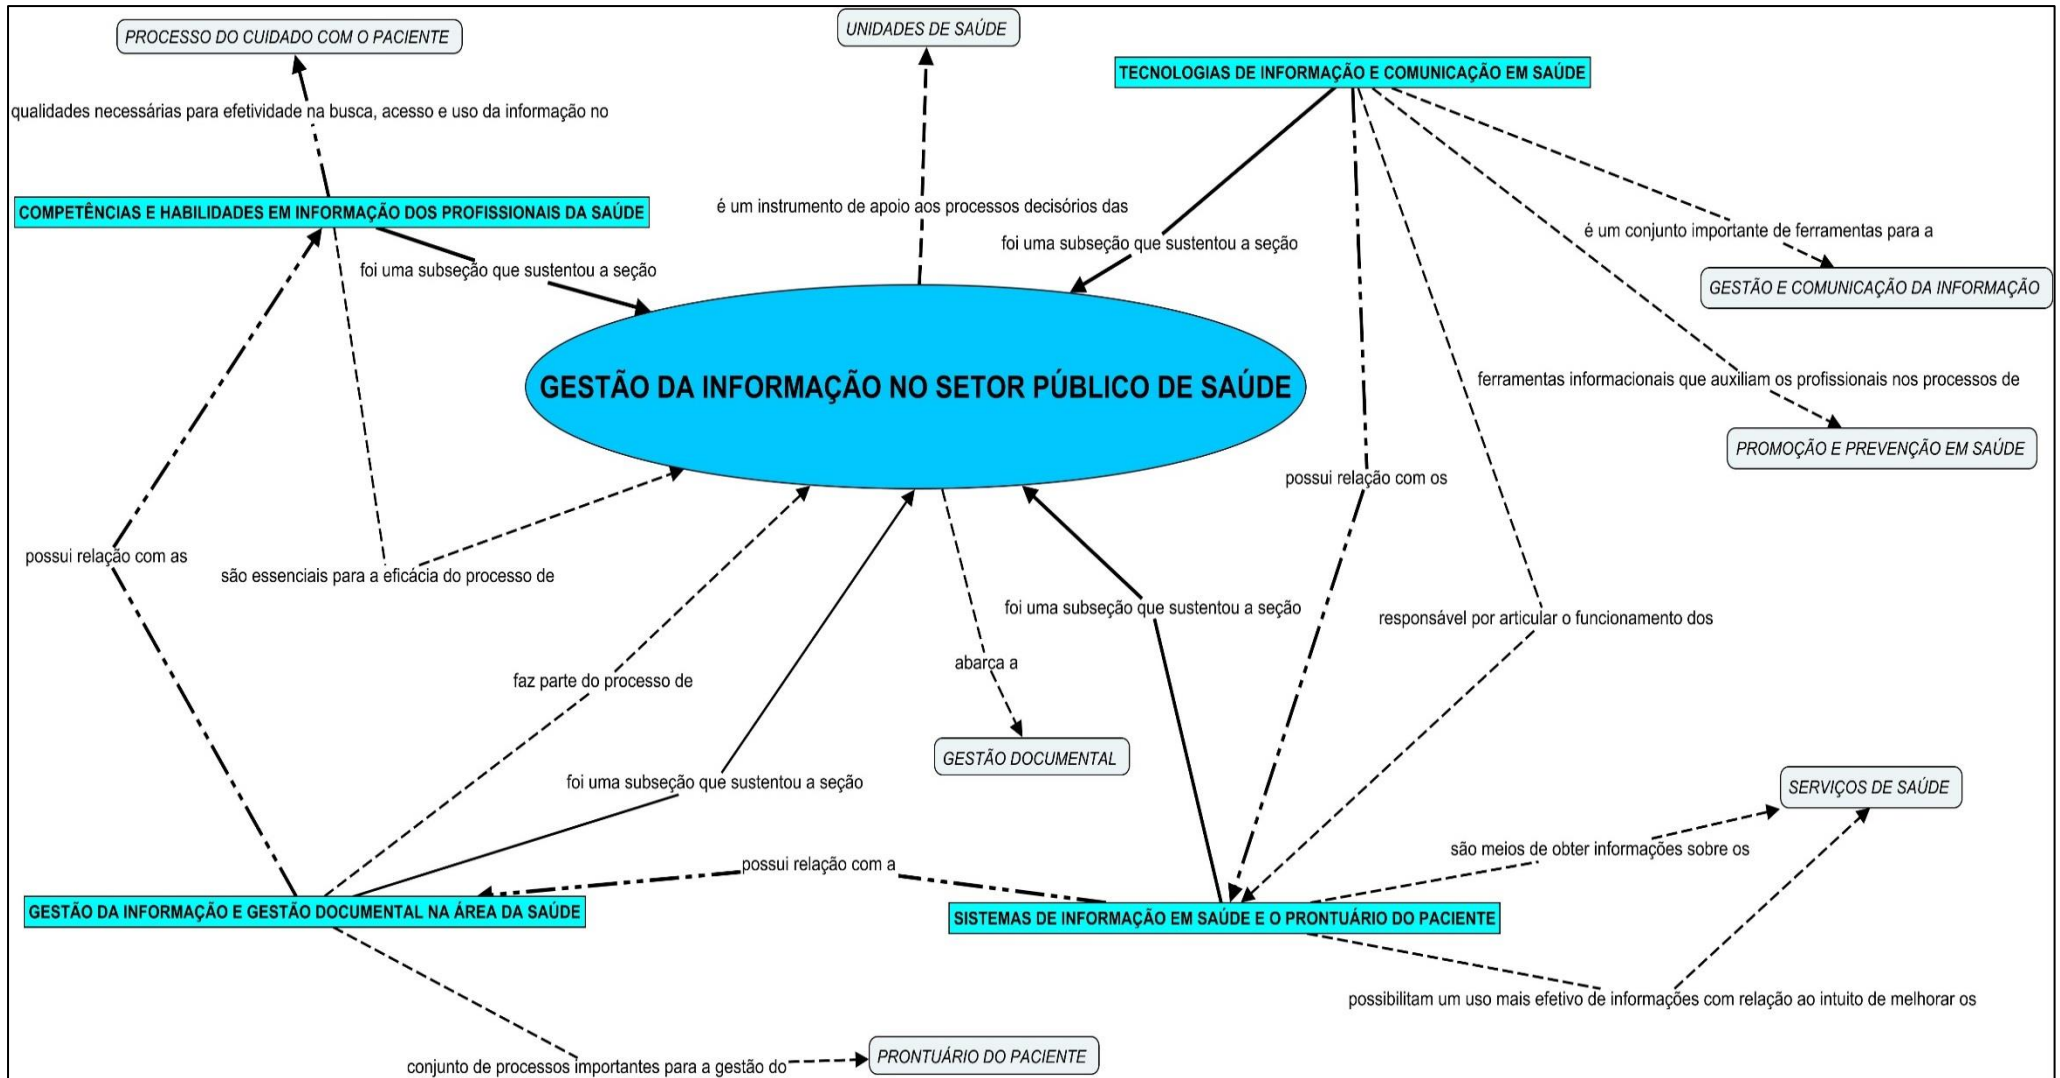 PROCESSO DO CUIDADO COM O PACIENTE
UNIDADES DE SAÚDE
TECNOLOGIAS DE INFORMAÇÃO E COMUNICAÇÃO EM SAÚDE
qualidades necessárias para efetividade na busca, acesso e uso da informação no
COMPETÊNCIAS E HABILIDADES EM INFORMAÇÃO DOS PROFISSIONAIS DA SAÚDE
é um instrumento de apoio aos processos decisórios das
é um conjunto importante de ferramentas para a
foi uma subseção que sustentou a seção
foi uma subseção que sustentou a seção
GESTÃO E COMUNICAÇÃO DA INFORMAÇÃO
GESTÃO DA INFORMAÇÃO NO SETOR PÚBLICO DE SAÚDE
ferramentas informacionais que auxiliam os profissionais nos processos de
PROMOÇÃO E PREVENÇÃO EM SAÚDE
possui relação com os
possui relação com as
são essenciais para a eficácia do processo de
foi uma subseção que sustentou a seção
responsável por articular o funcionamento dos
abarca a
faz parte do processo de
GESTÃO DOCUMENTAL
foi uma subseção que sustentou a seção
SERVIÇOS DE SAÚDE
são meios de obter informações sobre os
possui relação com a
GESTÃO DA INFORMAÇÃO E GESTÃO DOCUMENTAL NA ÁREA DA SAÚDE
SISTEMAS DE INFORMAÇÃO EM SAÚDE E O PRONTUÁRIO DO PACIENTE
possibilitam um uso mais efetivo de informações com relação ao intuito de melhorar os
conjunto de processos importantes para a gestão do
PRONTUÁRIO DO PACIENTE